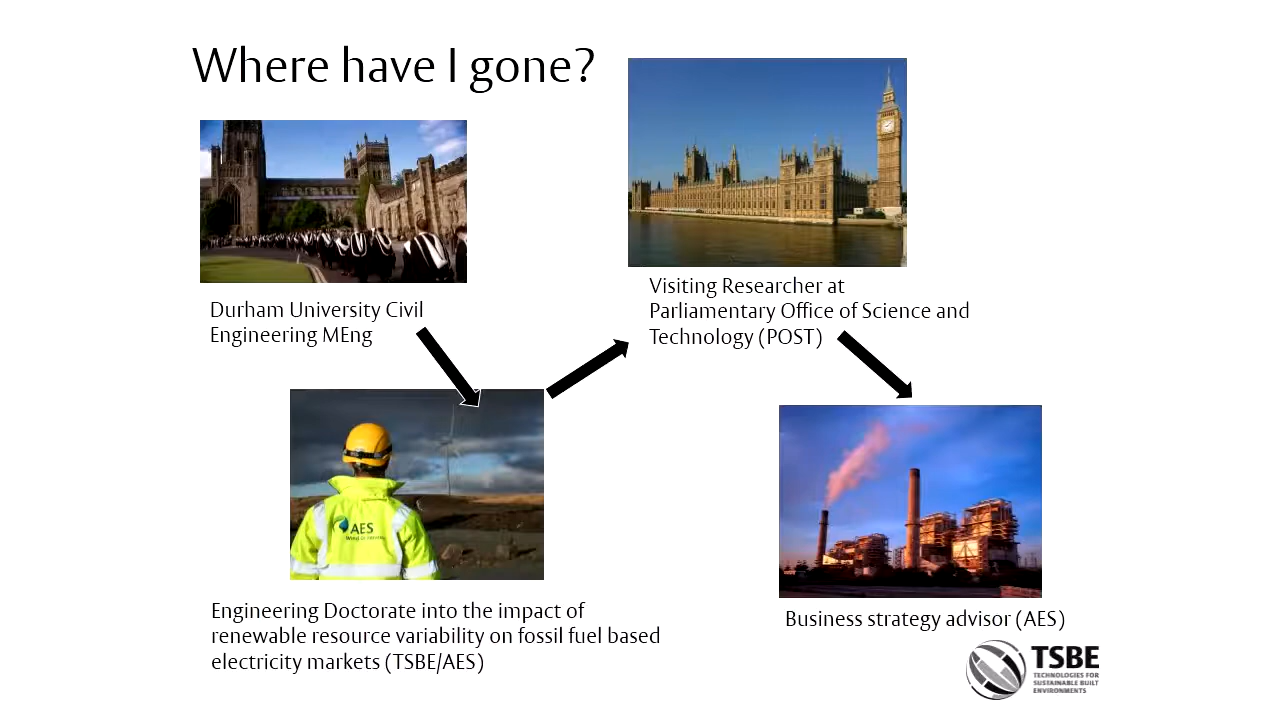 Where have I gone?
Durham University Civil
Engineering MEng
Visiting Researcher at
Parliamentary Office of Science and
Technology (POST)
AES
Engineering Doctorate into the impact of
renewable resource variability on fossil fuel based
electricity markets (TSBE/AES)
Business strategy advisor (AES)
TSBE
TECHNOLOGIES FOR
SUSTAINABLE BUILT
ENVIRONMENTS